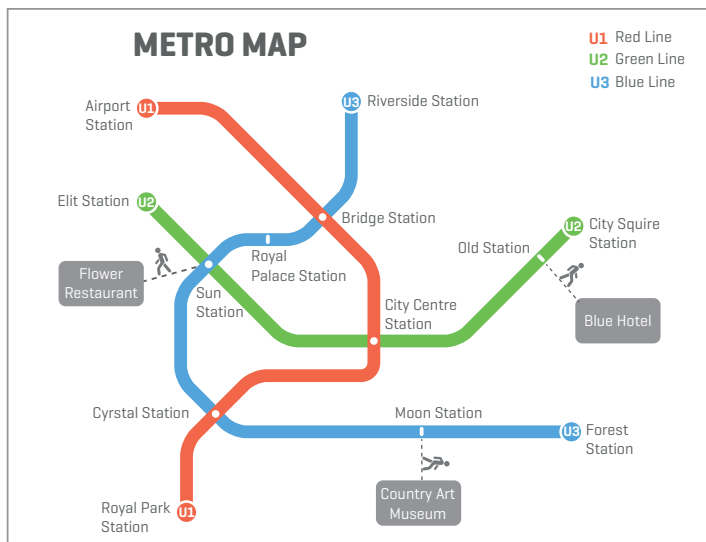 METRO MAP
U1 Red Line
U2 Green Line
U3 Blue Line
Airport
Station
U1
U3
Riverside Station
Elit Station
U2
Bridge Station
U2
City Squire
Station
Old Station
Royal
Palace Station
Flower
Restaurant
Sun
Station
City Centre
Station
Blue Hotel
Cyrstal Station
Moon Station
U3
Forest
Station
Royal Park
Station
U1
Country Art
Museum